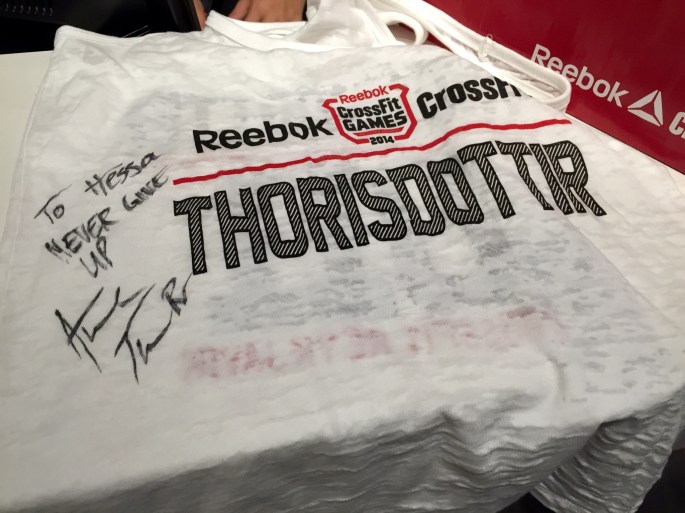 Reebok
Reebok
CrossFit
GAMES
2014
CrossFit
THORISDOTTIR
To Hessa
NEVER GIVE
UP
Reebok